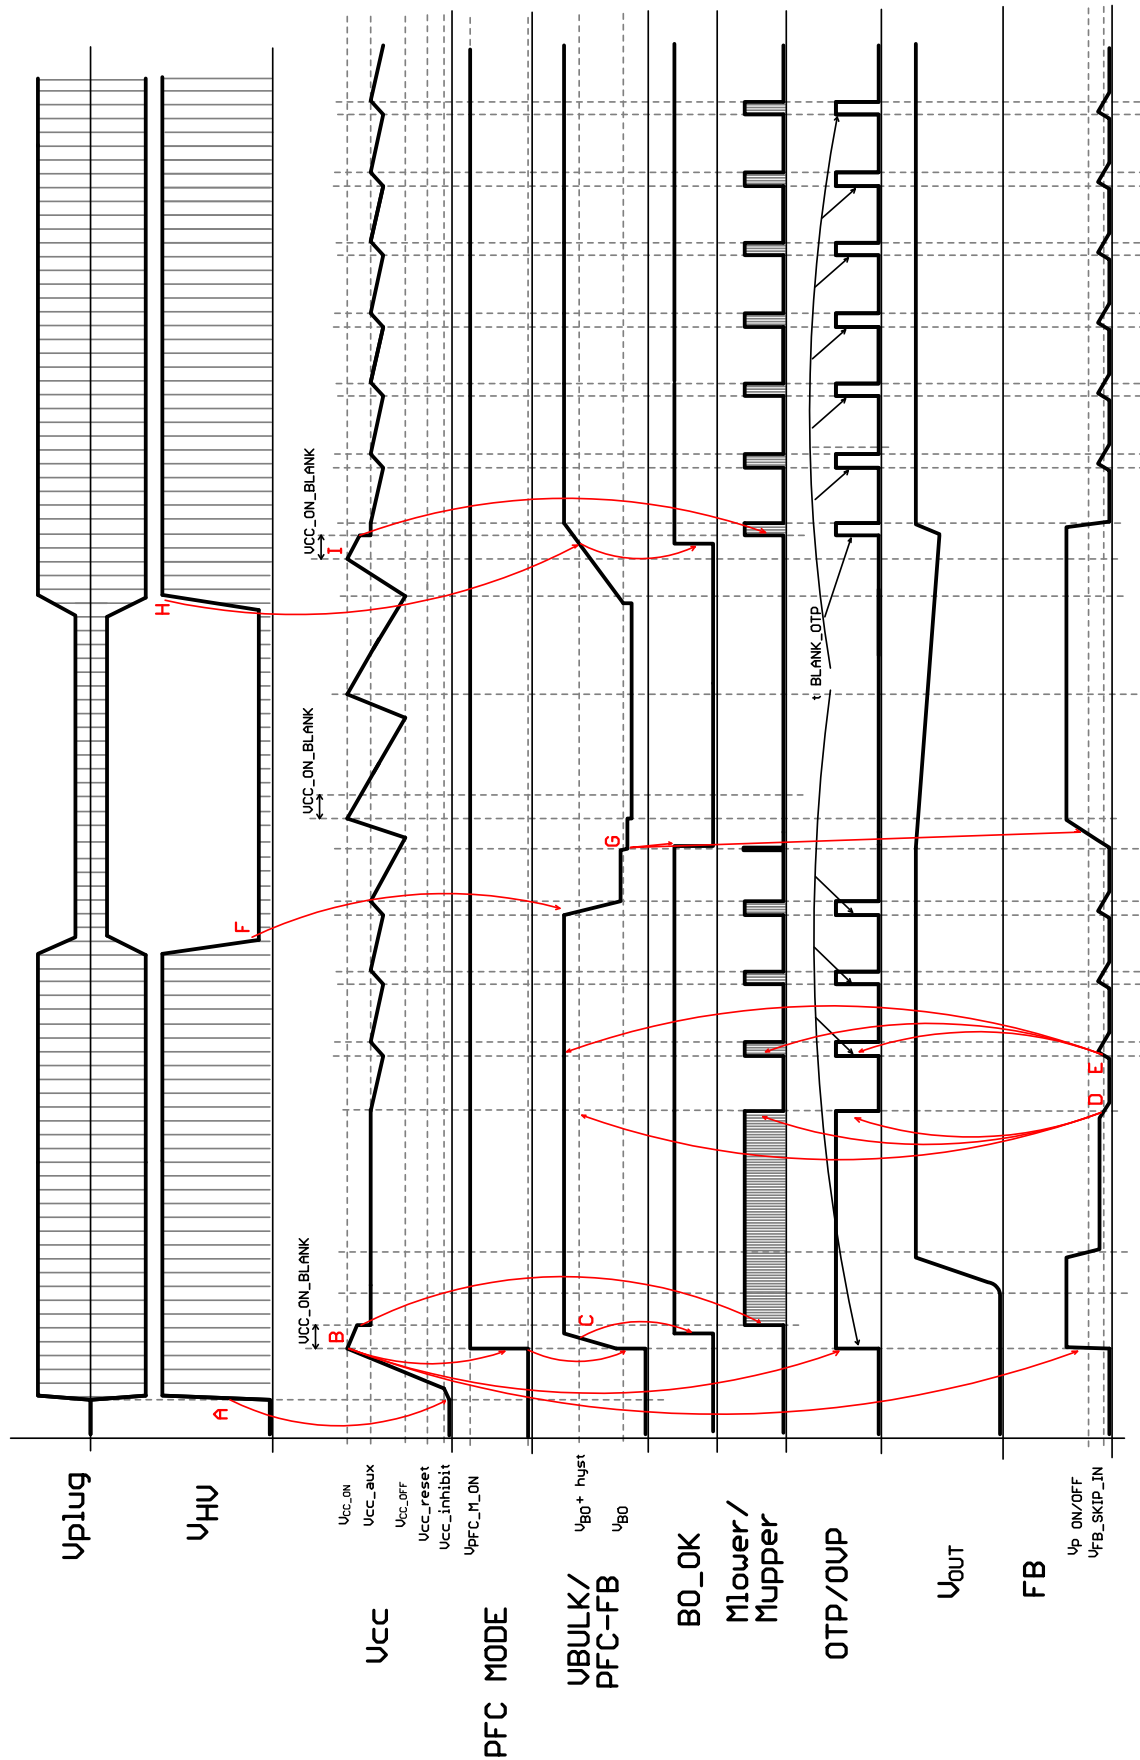 Vplug
VHV
VCC_ON
Vcc_aux
VCC_OFF
Vcc_reset
Vcc_inhibit
Vcc
VPFC_M_ON
PFC MODE
VBO+ hyst
VBO
VBULK/
PFC-FB
BO_OK
Mlower/
Mupper
OTP/OVP
VOUT
FB
VP ON/OFF
VFB_SKIP_IN
A
B
VCC_ON_BLANK
C
D
E
F
G
VCC_ON_BLANK
t BLANK_OTP
H
I
VCC_ON_BLANK